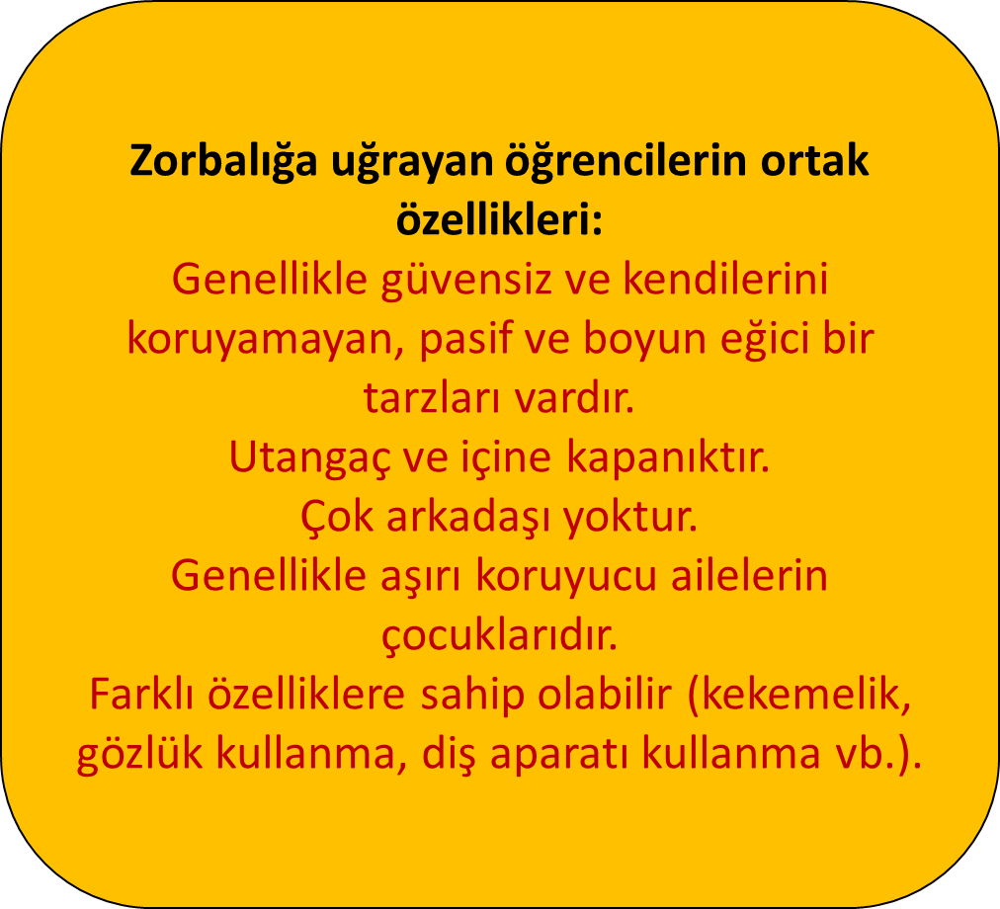 Zorbalığa uğrayan öğrencilerin ortak
özellikleri:
Genellikle güvensiz ve kendilerini
koruyamayan, pasif ve boyun eğici bir
tarzları vardır.
Utangaç ve içine kapanıktır.
Çok arkadaşı yoktur.
Genellikle aşırı koruyucu ailelerin
çocuklarıdır.
Farklı özelliklere sahip olabilir (kekemelik,
gözlük kullanma, diş aparatı kullanma vb.).